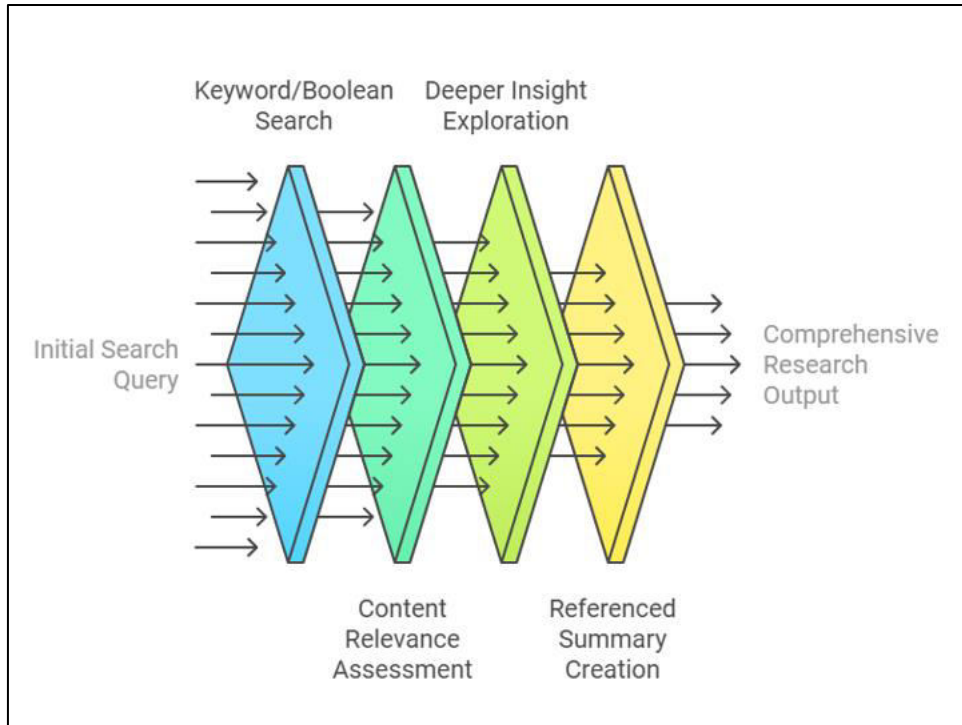 Keyword/Boolean
Search
Deeper Insight
Exploration
Initial Search
Query
Comprehensive
Research
Output
Content
Relevance
Assessment
Referenced
Summary
Creation